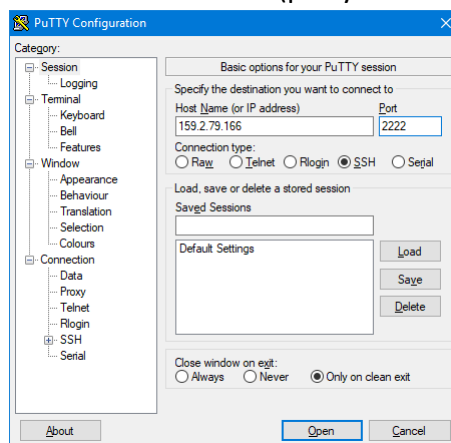 PuTTY Configuration
Category:
Session
Logging
Terminal
Keyboard
Bell
Features
Window
Appearance
Behaviour
Translation
Selection
Colours
Connection
Data
Proxy
Telnet
Rlogin
SSH
Serial
Basic options for your PuTTY session
Specify the destination you want to connect to
Host Name (or IP address) Port
159.2.79.166 2222
Connection type:
Raw Telnet Rlogin SSH Serial
Load, save or delete a stored session
Saved Sessions
Default Settings
Load
Save
Delete
Close window on exit:
Always Never Only on clean exit
About Open Cancel